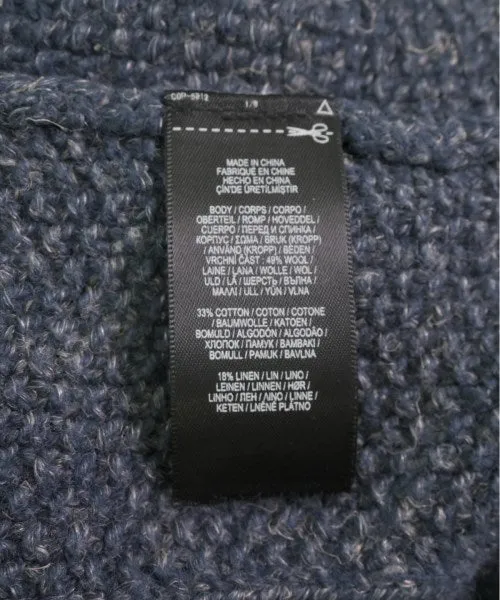 MADE IN CHINA
FABRIQUÉ EN CHINE
HECHO EN CHINA
ÇİN'DE ÜRETİLMİŞTİR
BODY / CORPS / CORPO /
OBERTEIL / ROMP / HOVEDDEL /
CUERPO / ПЕРЕД И СПИНКА /
КОРПУС / ΣΩΜΑ / BRUK (KROPP)
/ ANVÄND (KROPP) / BEDEN /
VRCHNÍ ČÁST : 49% WOOL /
LAINE / LANA / WOLLE / WOL /
ULD / LÃ / ШЕРСТЬ / ВЪЛНА /
ΜΑΛΛΙ / ULL / YÜN / VLNA
33% COTTON / COTON / COTONE
/ BAUMWOLLE / KATOEN /
BOMULD / ALGODÓN / ALGODÃO /
ХЛОПОК / ПАМУК / ΒΑΜΒΑΚΙ /
BOMULL / PAMUK / BAVLNA
18% LINEN / LIN / LINO /
LEINEN / LINNEN / HØR /
LINHO / ЛЕН / ΛΙΝΟ / LINNE /
KETEN / LNĚNÉ PLÁTNO